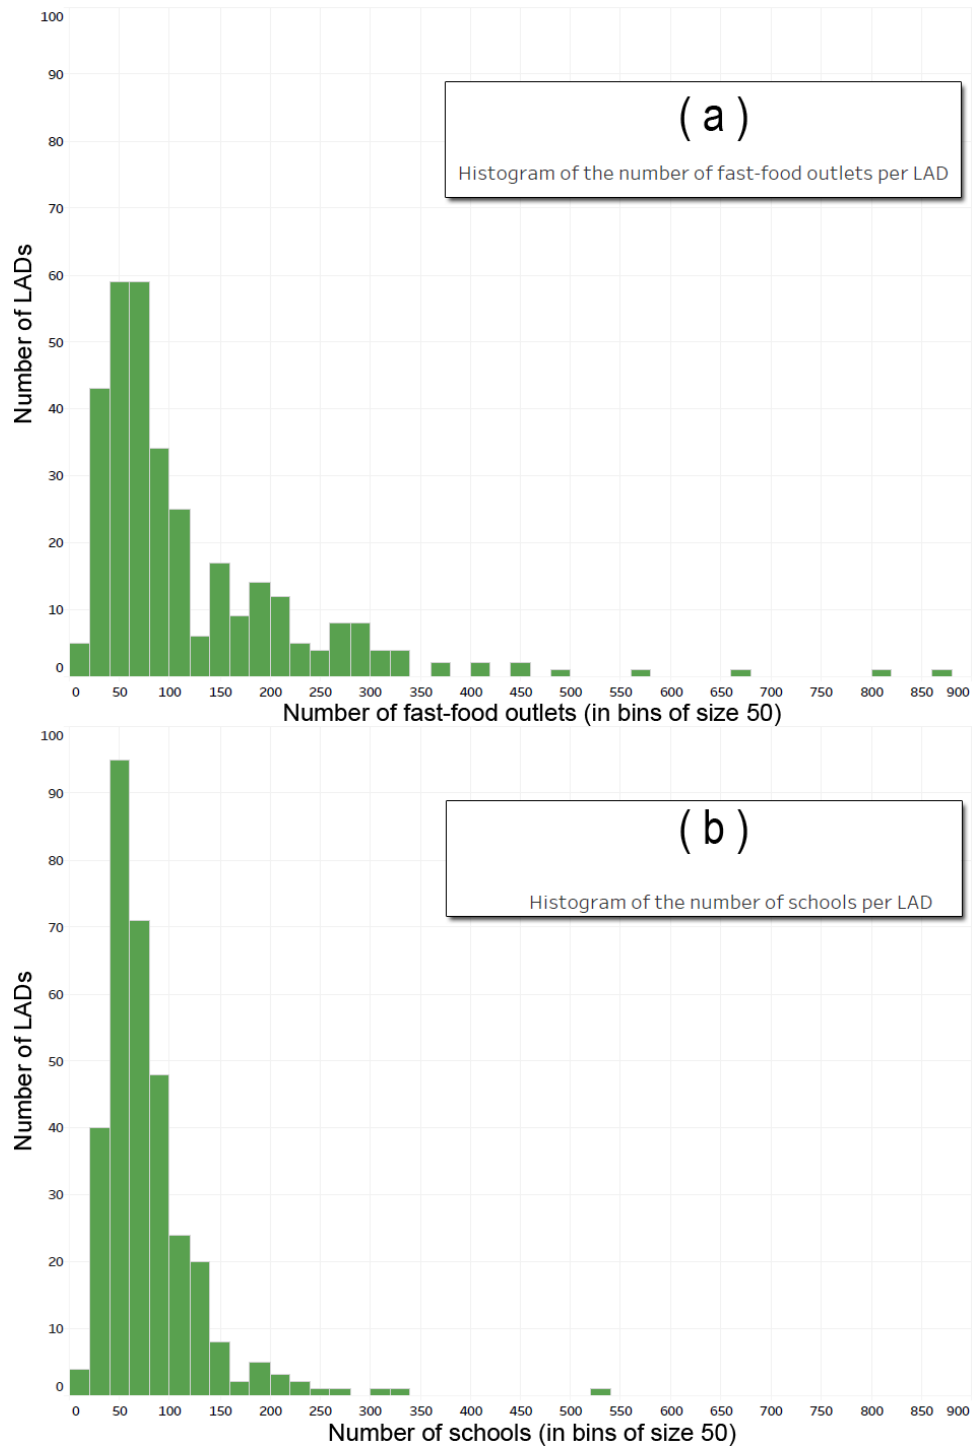 100
90
80
70
60
50
40
30
20
10
0
Number of LADs
( a )
Histogram of the number of fast-food outlets per LAD
0 50 100 150 200 250 300 350 400 450 500 550 600 650 700 750 800 850 900
Number of fast-food outlets (in bins of size 50)
100
90
80
70
60
50
40
30
20
10
0
Number of LADs
( b )
Histogram of the number of schools per LAD
0 50 100 150 200 250 300 350 400 450 500 550 600 650 700 750 800 850 900
Number of schools (in bins of size 50)